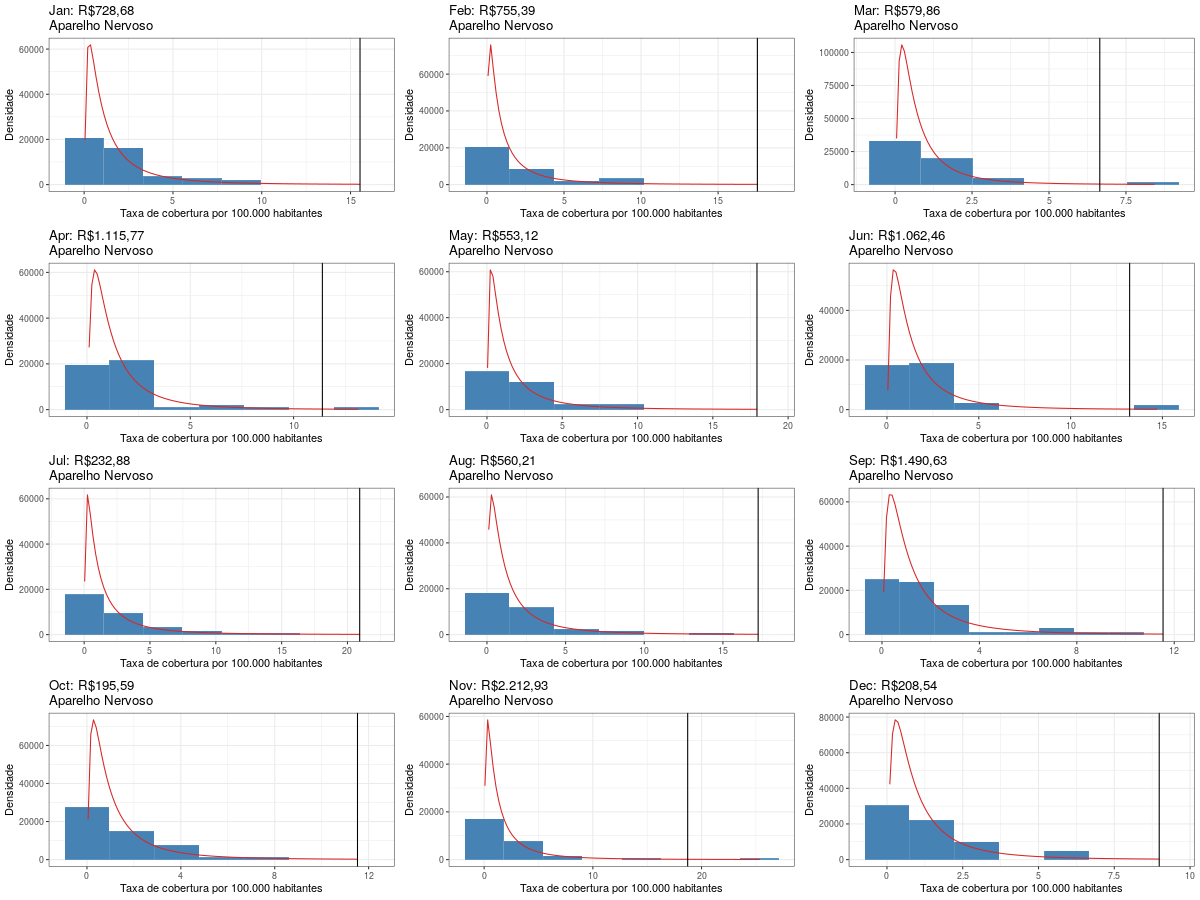 Jan: R$728,68
Aparelho Nervoso
Densidade
60000
40000
20000
0
0 5 10 15
Taxa de cobertura por 100.000 habitantes
Feb: R$755,39
Aparelho Nervoso
Densidade
60000
40000
20000
0
0 5 10 15
Taxa de cobertura por 100.000 habitantes
Mar: R$579,86
Aparelho Nervoso
Densidade
100000
75000
50000
25000
0
0 2.5 5 7.5
Taxa de cobertura por 100.000 habitantes
Apr: R$1.115,77
Aparelho Nervoso
Densidade
60000
40000
20000
0
0 5 10
Taxa de cobertura por 100.000 habitantes
May: R$553,12
Aparelho Nervoso
Densidade
60000
40000
20000
0
0 5 10 15 20
Taxa de cobertura por 100.000 habitantes
Jun: R$1.062,46
Aparelho Nervoso
Densidade
40000
20000
0
0 5 10 15
Taxa de cobertura por 100.000 habitantes
Jul: R$232,88
Aparelho Nervoso
Densidade
60000
40000
20000
0
0 5 10 15 20
Taxa de cobertura por 100.000 habitantes
Aug: R$560,21
Aparelho Nervoso
Densidade
60000
40000
20000
0
0 5 10 15
Taxa de cobertura por 100.000 habitantes
Sep: R$1.490,63
Aparelho Nervoso
Densidade
60000
40000
20000
0
0 4 8 12
Taxa de cobertura por 100.000 habitantes
Oct: R$195,59
Aparelho Nervoso
Densidade
60000
40000
20000
0
0 4 8 12
Taxa de cobertura por 100.000 habitantes
Nov: R$2.212,93
Aparelho Nervoso
Densidade
60000
40000
20000
0
0 10 20
Taxa de cobertura por 100.000 habitantes
Dec: R$208,54
Aparelho Nervoso
Densidade
80000
60000
40000
20000
0
0 2.5 5 7.5 10
Taxa de cobertura por 100.000 habitantes